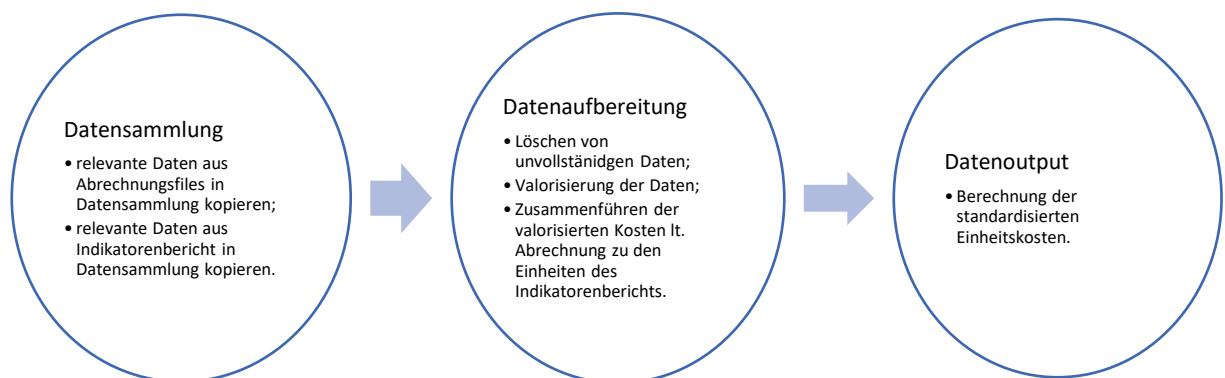 Datensammlung
• relevante Daten aus
Abrechnungsfiles in
Datensammlung kopieren;
• relevante Daten aus
Indikatorenbericht in
Datensammlung kopieren.
Datenaufbereitung
• Löschen von
unvollstänidgen Daten;
• Valorisierung der Daten;
• Zusammenführen der
valorisierten Kosten lt.
Abrechnung zu den
Einheiten des
Indikatorenberichts.
Datenoutput
• Berechnung der
standardisierten
Einheitskosten.